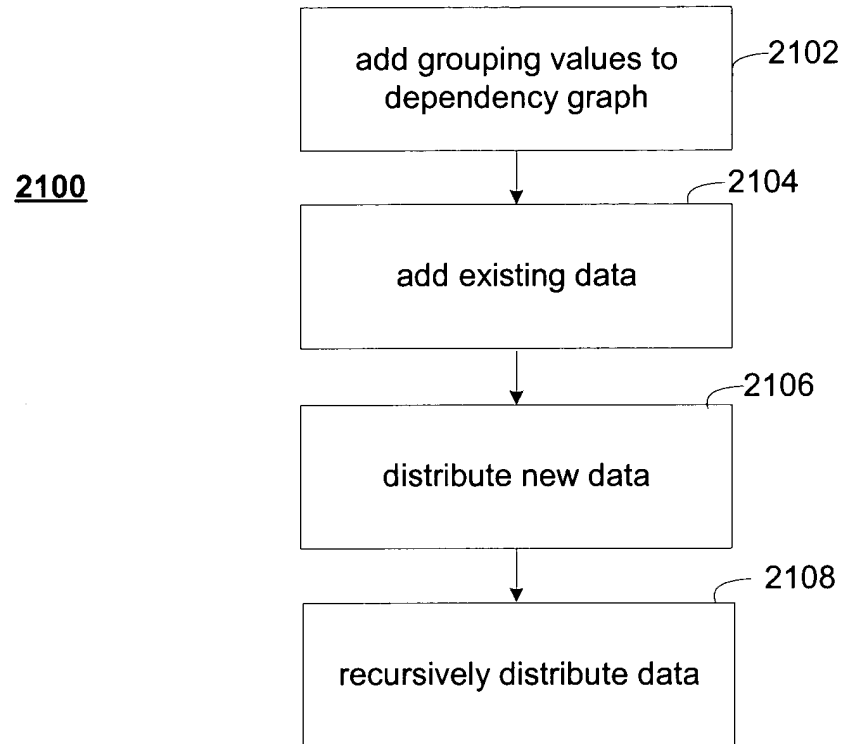 add grouping values to
dependency graph
2102
2100
2104
add existing data
2106
distribute new data
2108
recursively distribute data